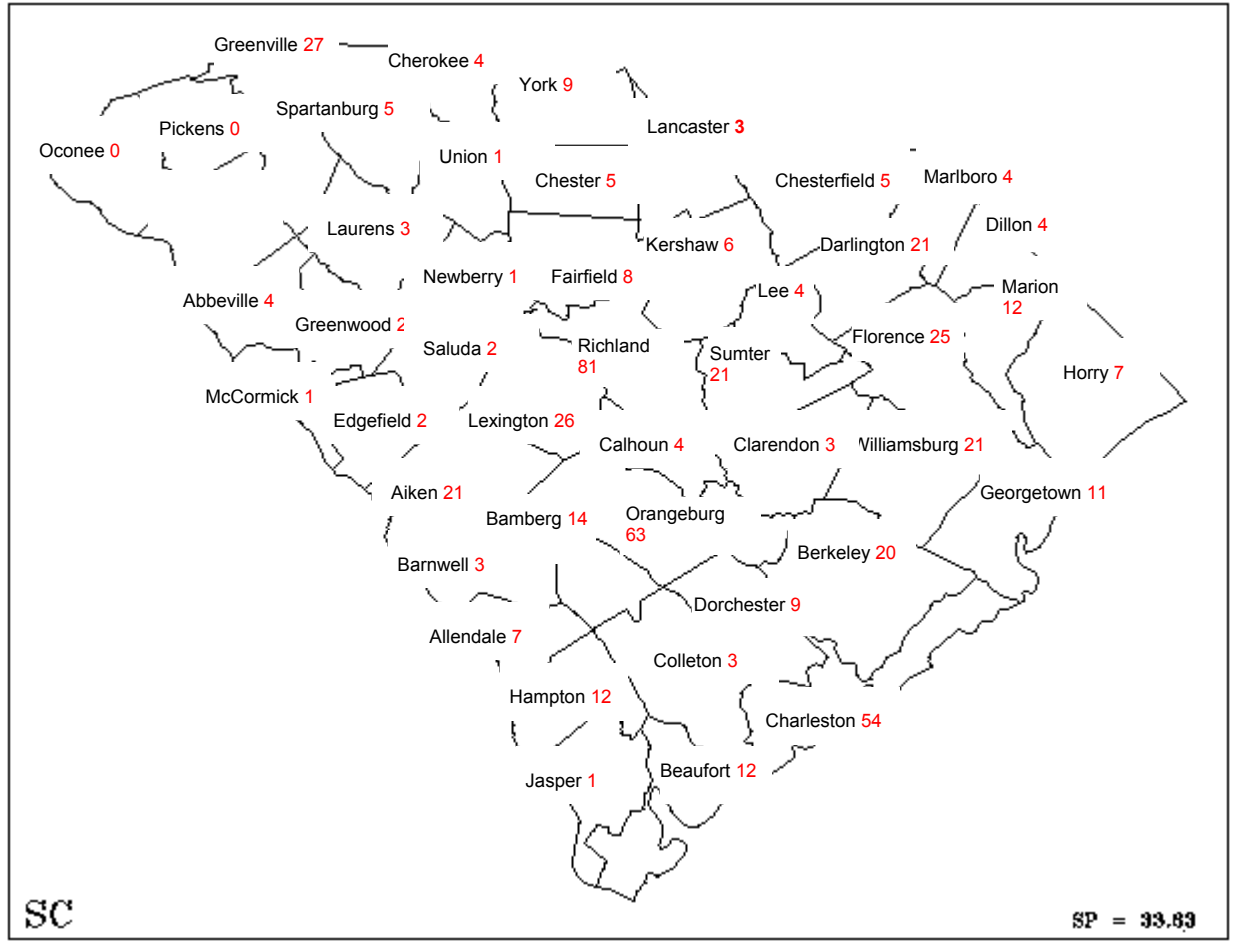 Greenville 27
Cherokee 4
York 9
Spartanburg 5
Pickens 0
Lancaster 3
Oconee 0
Union 1
Chester 5
Chesterfield 5
Marlboro 4
Laurens 3
Dillon 4
Kershaw 6
Darlington 21
Newberry 1
Fairfield 8
Lee 4
Marion
12
Abbeville 4
Greenwood 2
Saluda 2
Richland
81
Sumter
21
Florence 25
Horry 7
McCormick 1
Edgefield 2
Lexington 26
Calhoun 4
Clarendon 3
Williamsburg 21
Aiken 21
Georgetown 11
Bamberg 14
Orangeburg
63
Berkeley 20
Barnwell 3
Dorchester 9
Allendale 7
Colleton 3
Hampton 12
Charleston 54
Jasper 1
Beaufort 12
SC
SP = 33.83